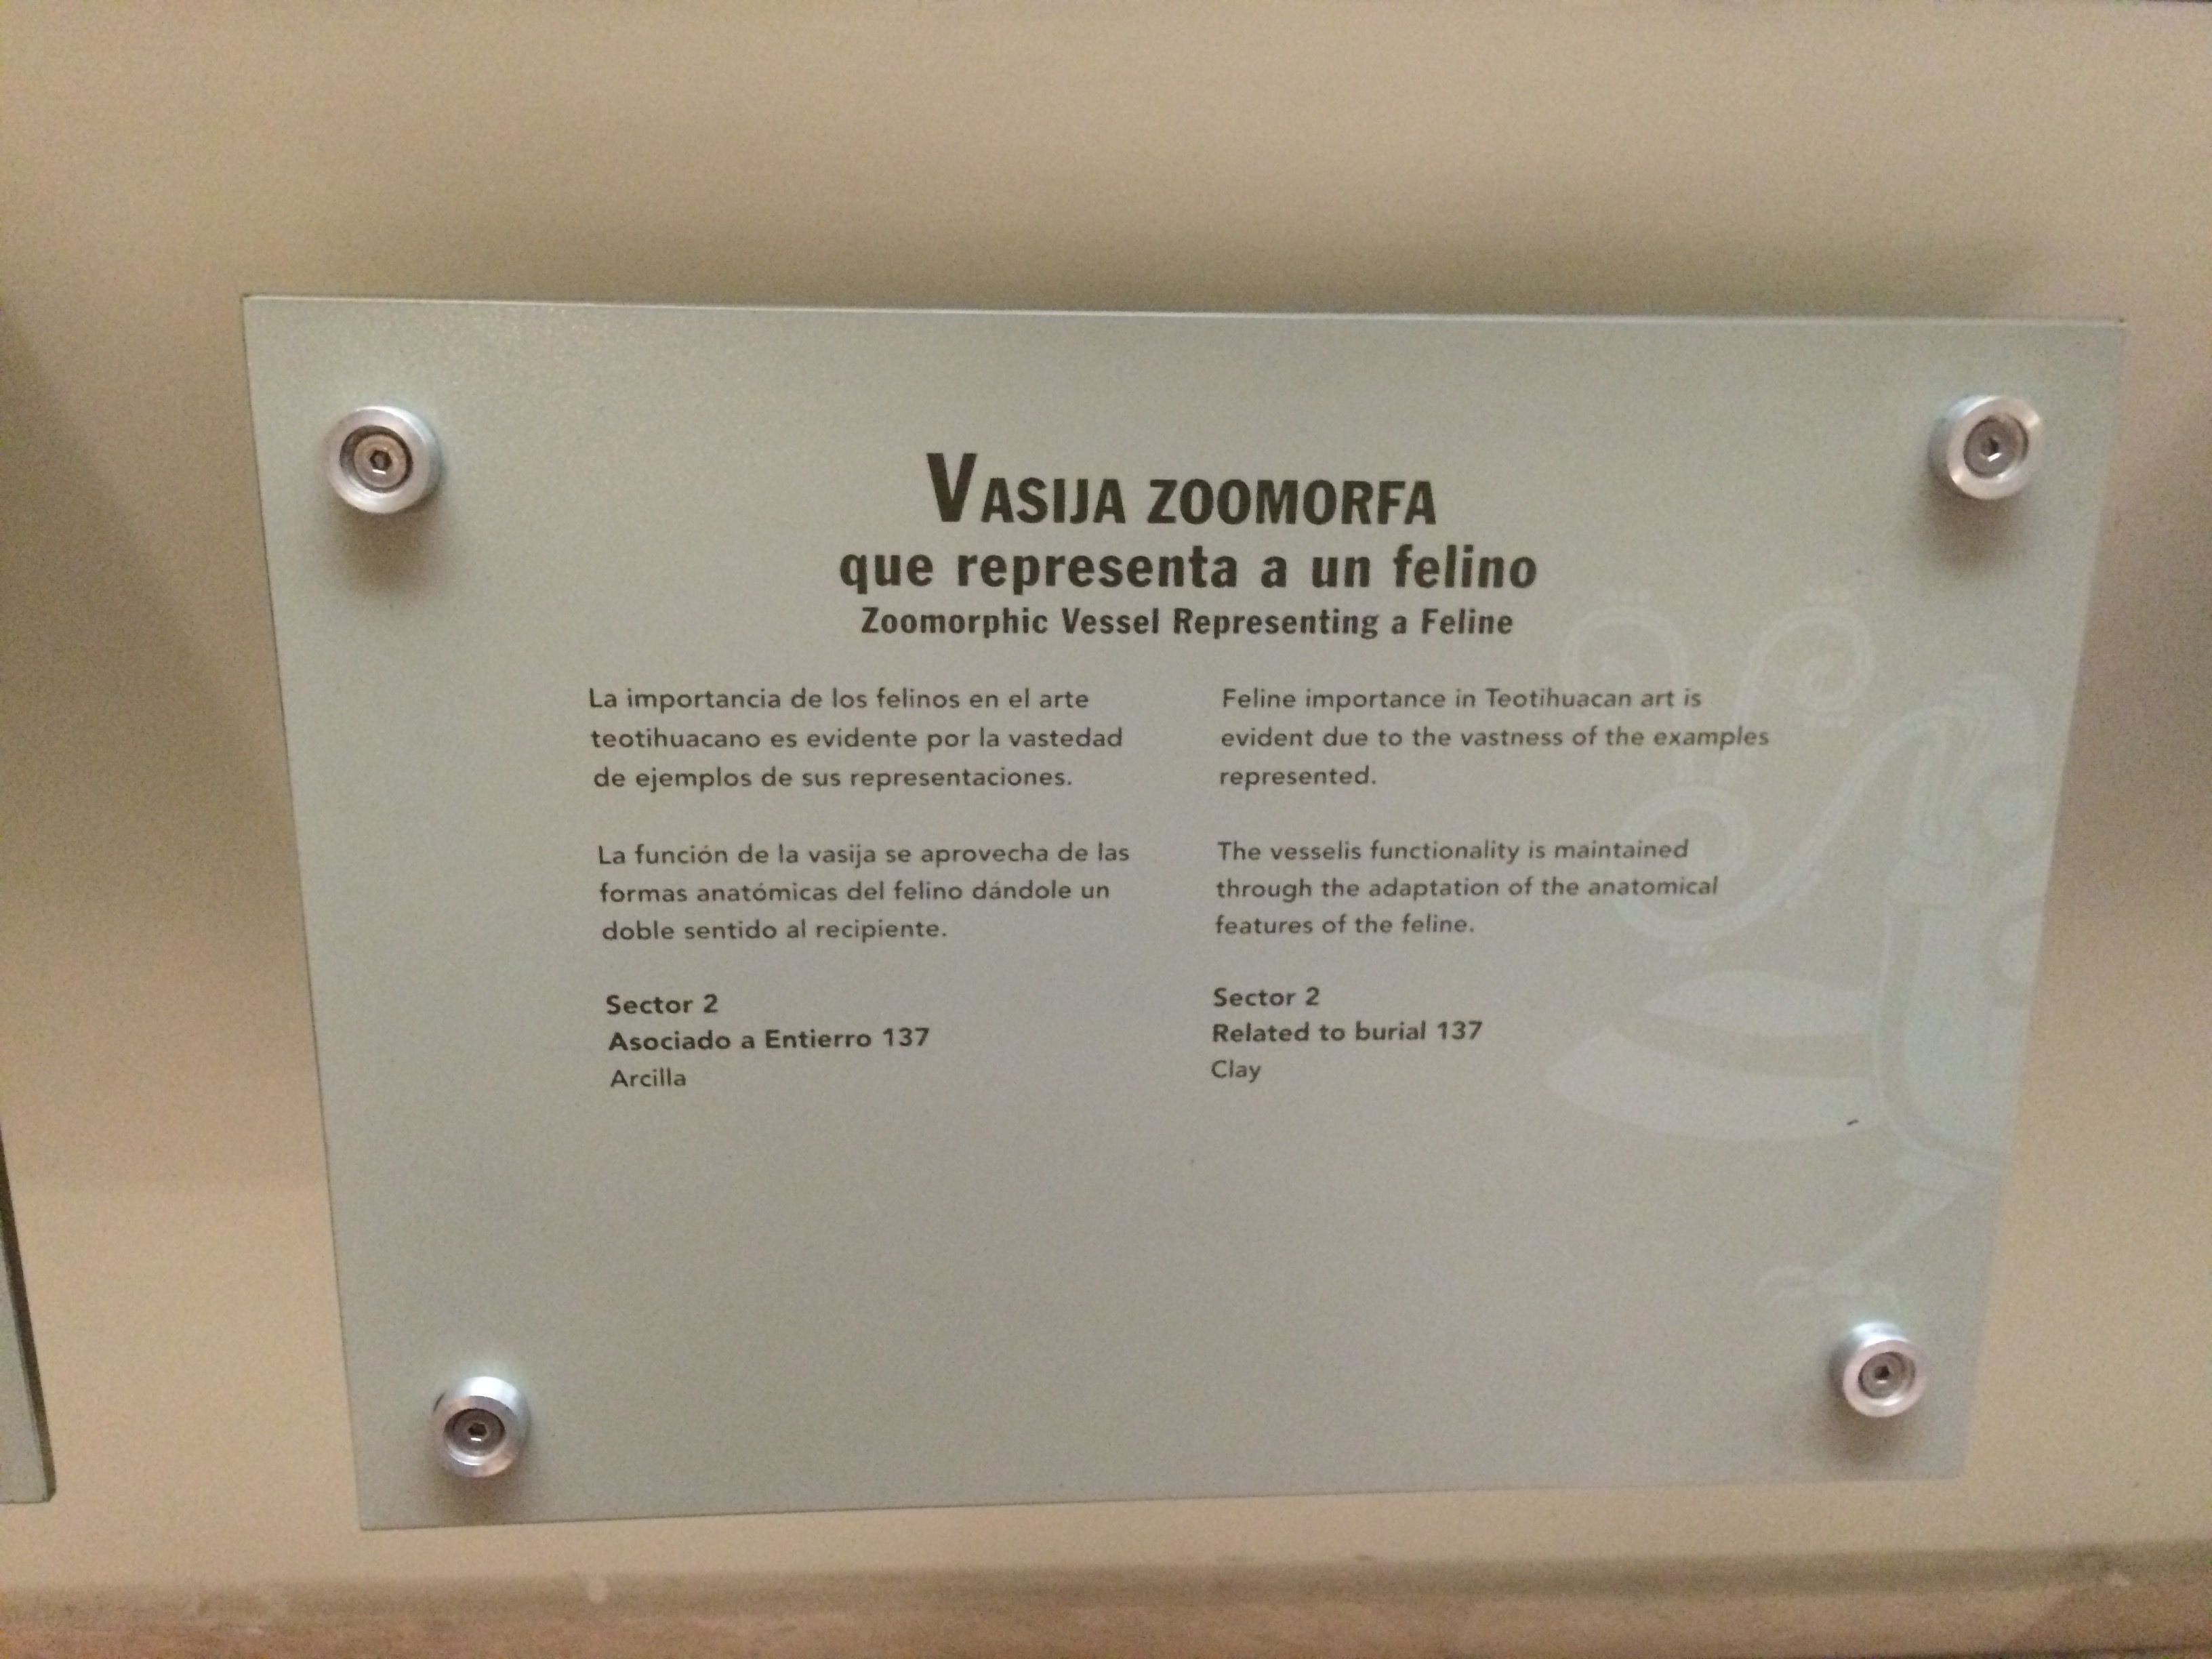 VASIJA ZOOMORFA
que representa a un felino
Zoomorphic Vessel Representing a Feline
La importancia de los felinos en el arte
teotihuacano es evidente por la vastedad
de ejemplos de sus representaciones.
La función de la vasija se aprovecha de las
formas anatómicas del felino dándole un
doble sentido al recipiente.
Sector 2
Asociado a Entierro 137
Arcilla
Feline importance in Teotihuacan art is
evident due to the vastness of the examples
represented.
The vesselis functionality is maintained
through the adaptation of the anatomical
features of the feline.
Sector 2
Related to burial 137
Clay